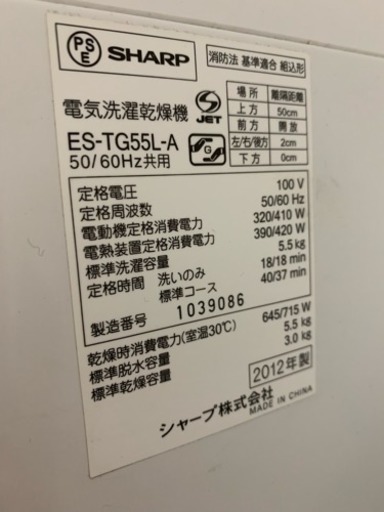 PSE SHARP
消防法 基準適合 組込形
電気洗濯乾燥機
S JET
ES-TG55L-A
50/60Hz共用
G
場所 離隔距離
上方 50cm
前方 開放
左/右/後方 2cm
下方 0cm
定格電圧 100 V
定格周波数 50/60 Hz
電動機定格消費電力 320/410 W
電熱装置定格消費電力 390/420 W
標準洗濯容量 5.5 kg
定格時間 洗いのみ 18/18 min
標準コース 40/37 min
製造番号 1039086
乾燥時消費電力(室温30℃) 645/715 W
標準脱水容量 5.5 kg
標準乾燥容量 3.0 kg
2012年製
シャープ株式会社
MADE IN CHINA